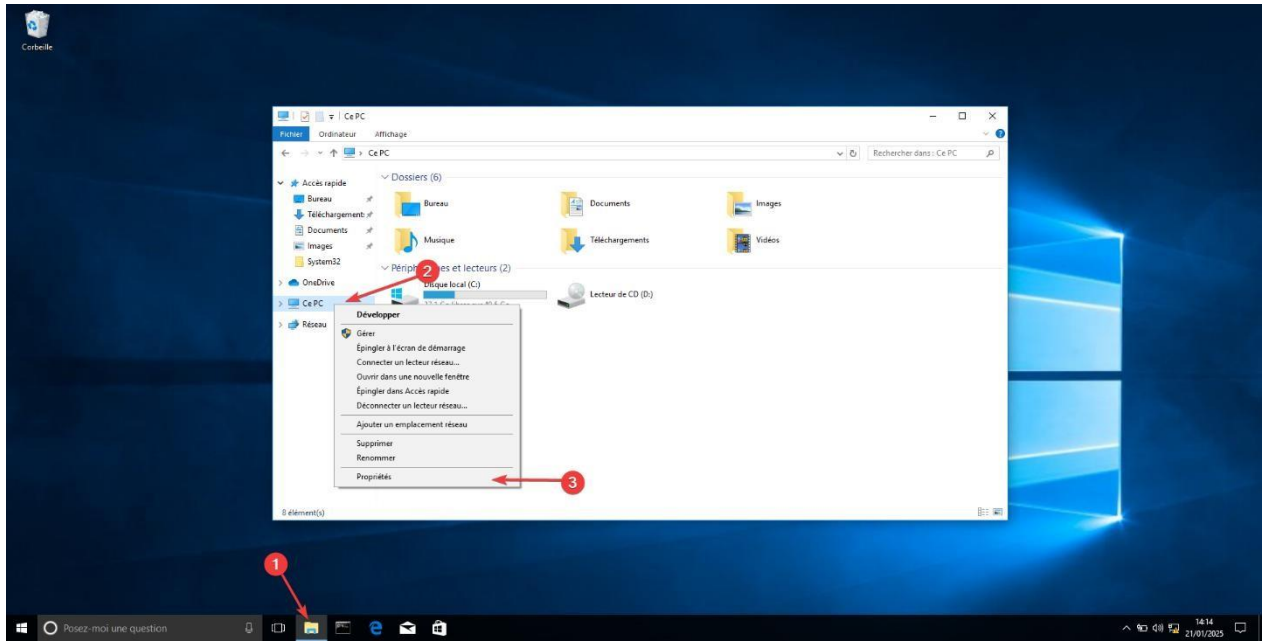 Corbeille
Ce PC
Fichier Ordinateur Affichage
Ce PC
Rechercher dans : Ce PC
Accès rapide
Bureau
Téléchargement
Documents
Images
System32
OneDrive
Ce PC
Réseau
Dossiers (6)
Bureau Documents Images
Musique Téléchargements Vidéos
Périph es et lecteurs (2)
Disque local (C:)
Lecteur de CD (D:)
2
Développer
Gérer
Épingler à l'écran de démarrage
Connecter un lecteur réseau...
Ouvrir dans une nouvelle fenêtre
Épingler dans Accès rapide
Déconnecter un lecteur réseau...
Ajouter un emplacement réseau
Supprimer
Renommer
Propriétés
3
8 élément(s)
1
Posez-moi une question
14:14
21/01/2025